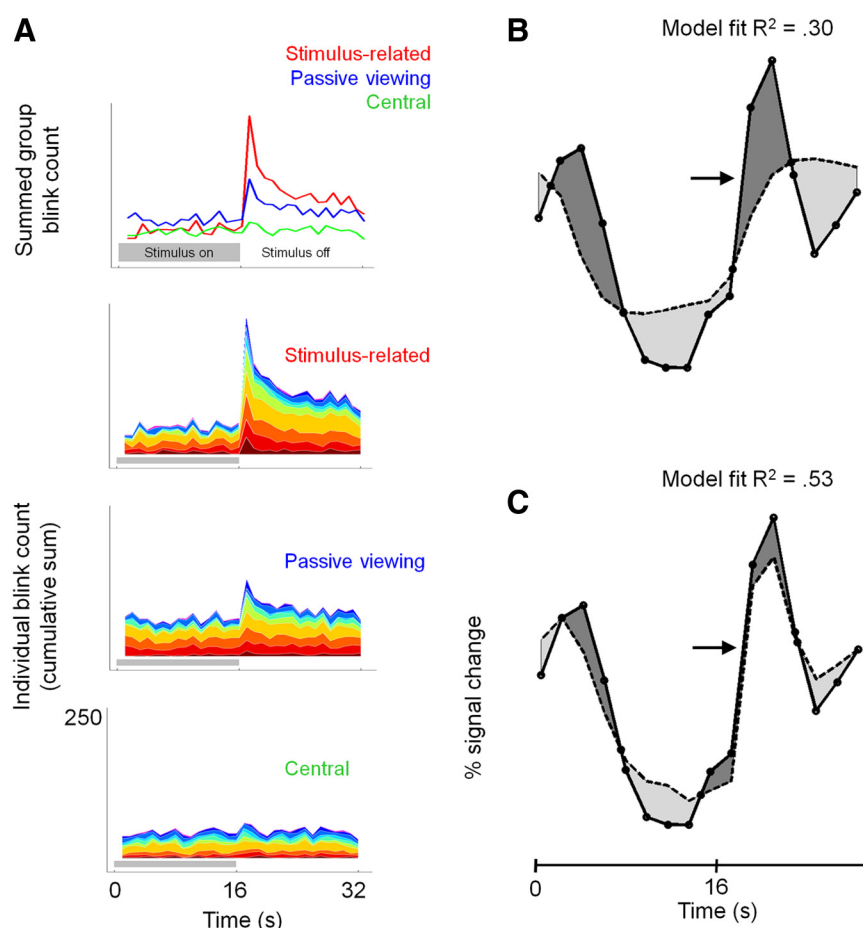 A
Stimulus-related
Passive viewing
Central
Summed group
blink count
Stimulus on
Stimulus off
Stimulus-related
Individual blink count
(cumulative sum)
Passive viewing
250
Central
0
16
32
Time (s)
B
Model fit R² = .30
C
Model fit R² = .53
% signal change
0
16
Time (s)